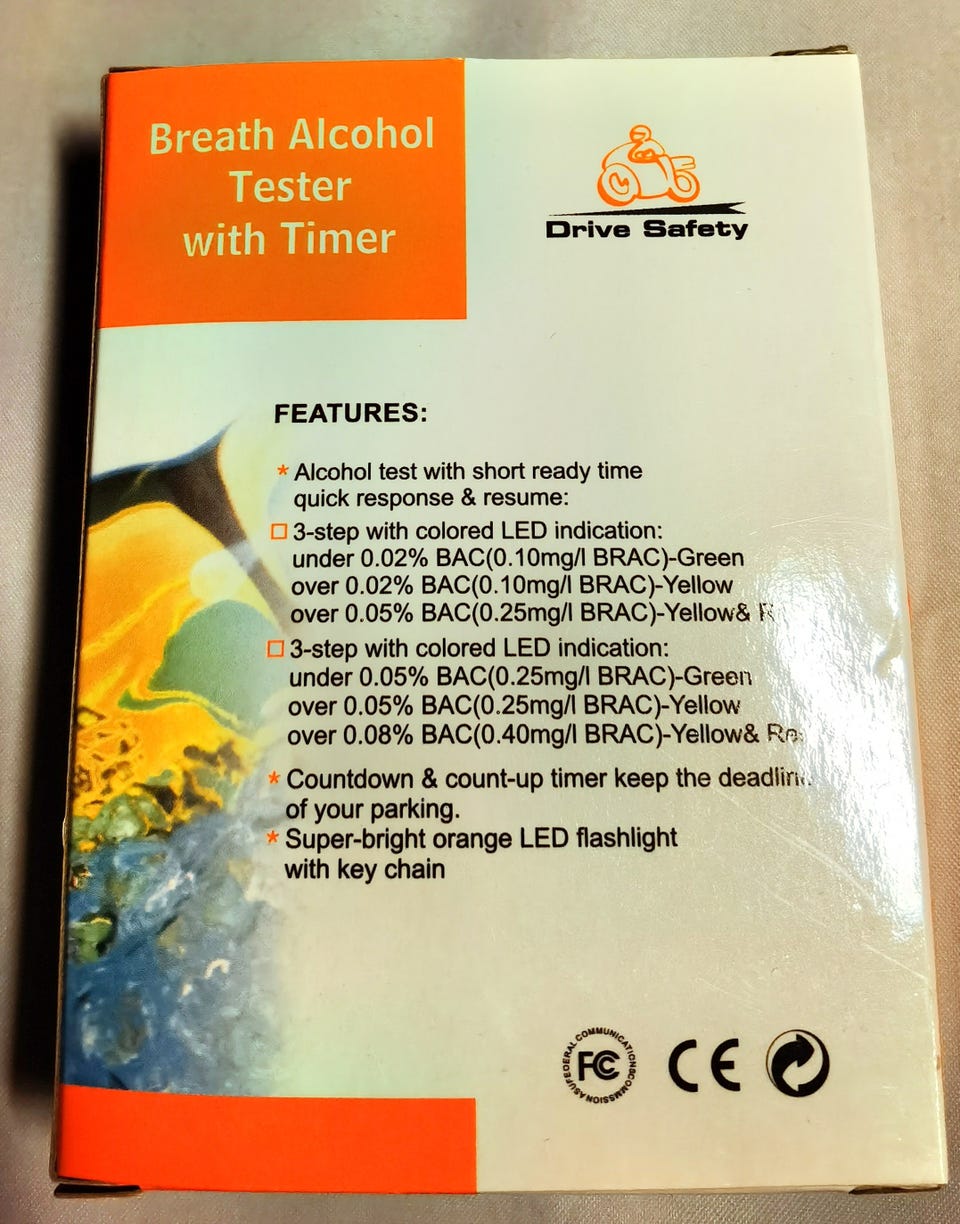 Breath Alcohol
Tester
with Timer
Drive Safety
FEATURES:
* Alcohol test with short ready time
quick response & resume:
□ 3-step with colored LED indication:
under 0.02% BAC(0.10mg/l BRAC)-Green
over 0.02% BAC(0.10mg/l BRAC)-Yellow
over 0.05% BAC(0.25mg/l BRAC)-Yellow&
□ 3-step with colored LED indication:
under 0.05% BAC(0.25mg/l BRAC)-Green
over 0.05% BAC(0.25mg/l BRAC)-Yellow
over 0.08% BAC(0.40mg/l BRAC)-Yellow&
* Countdown & count-up timer keep the deadline
of your parking.
* Super-bright orange LED flashlight
with key chain
FC
CE